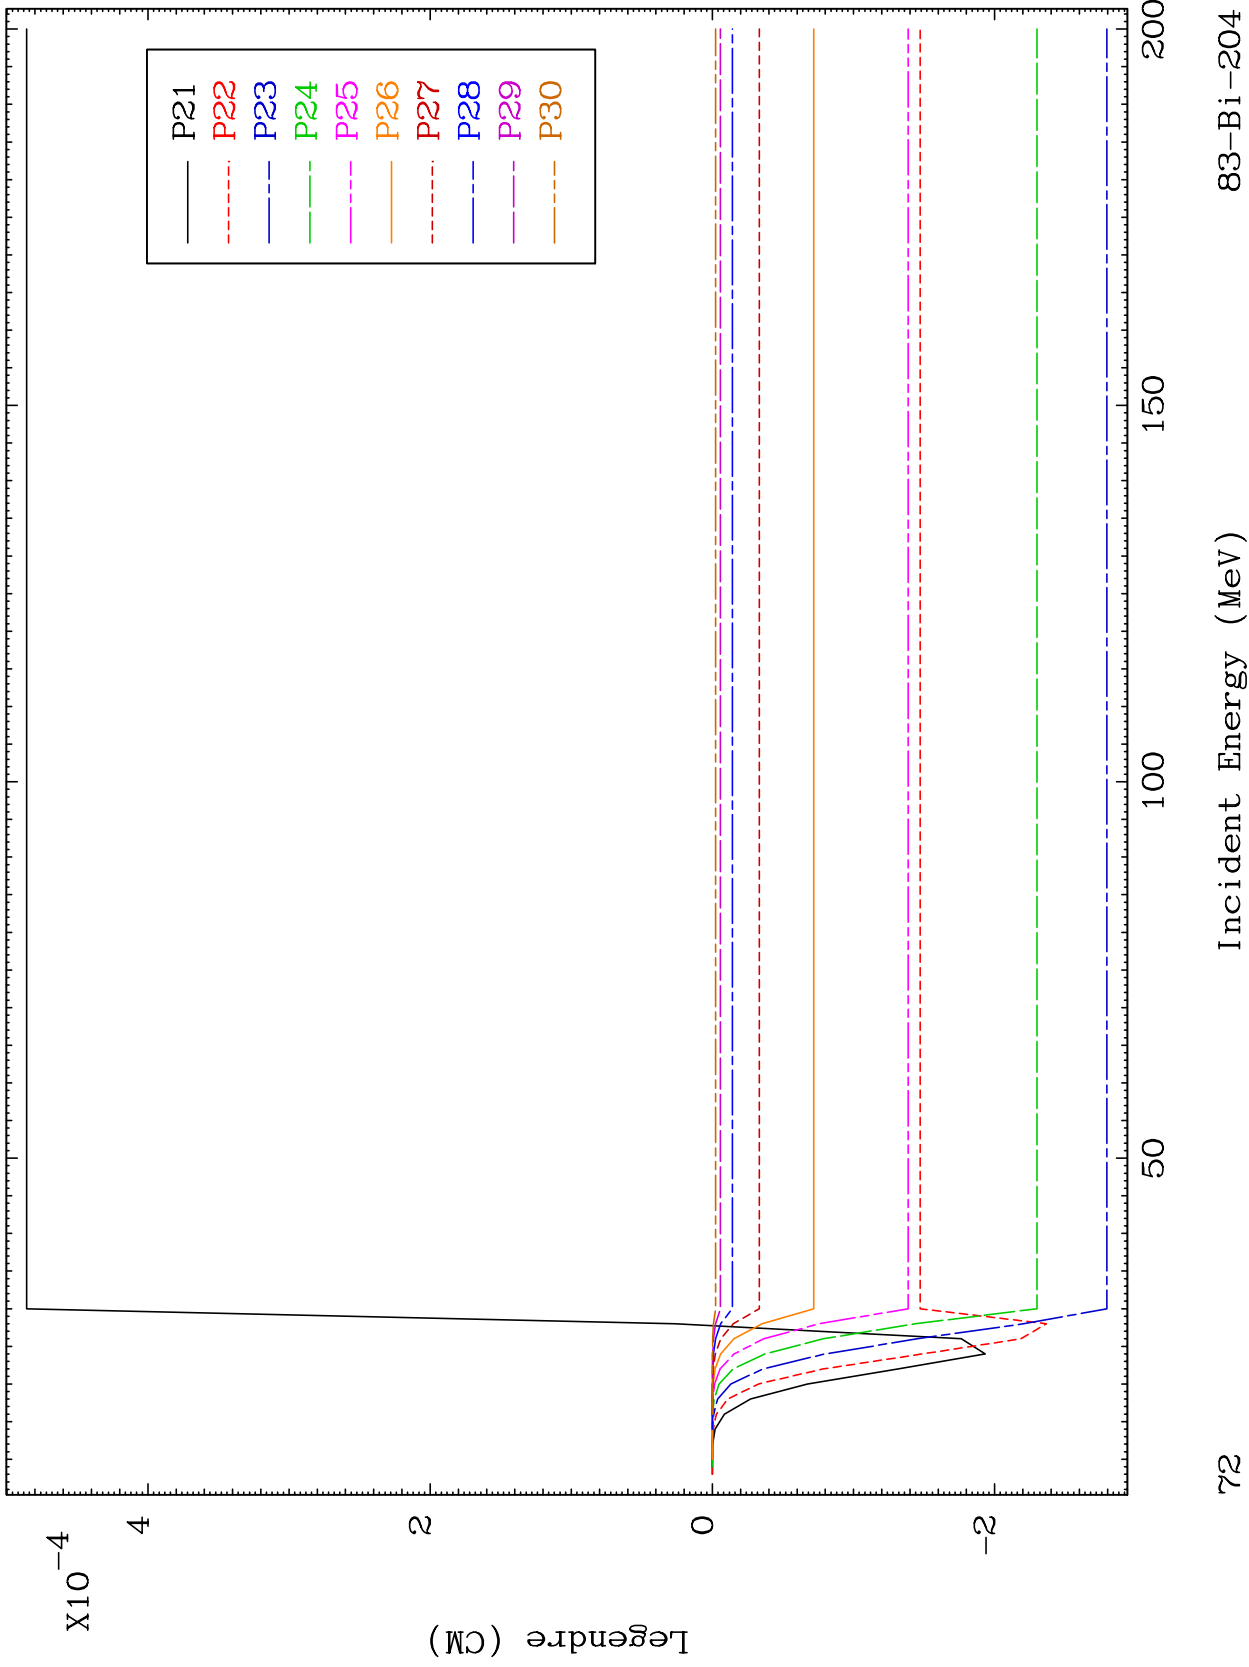 X10-4
4
2
0
-2
Legendre (CM)
P21
P22
P23
P24
P25
P26
P27
P28
P29
P30
50
100
150
200
Incident Energy (MeV)
72
83-Bi-204